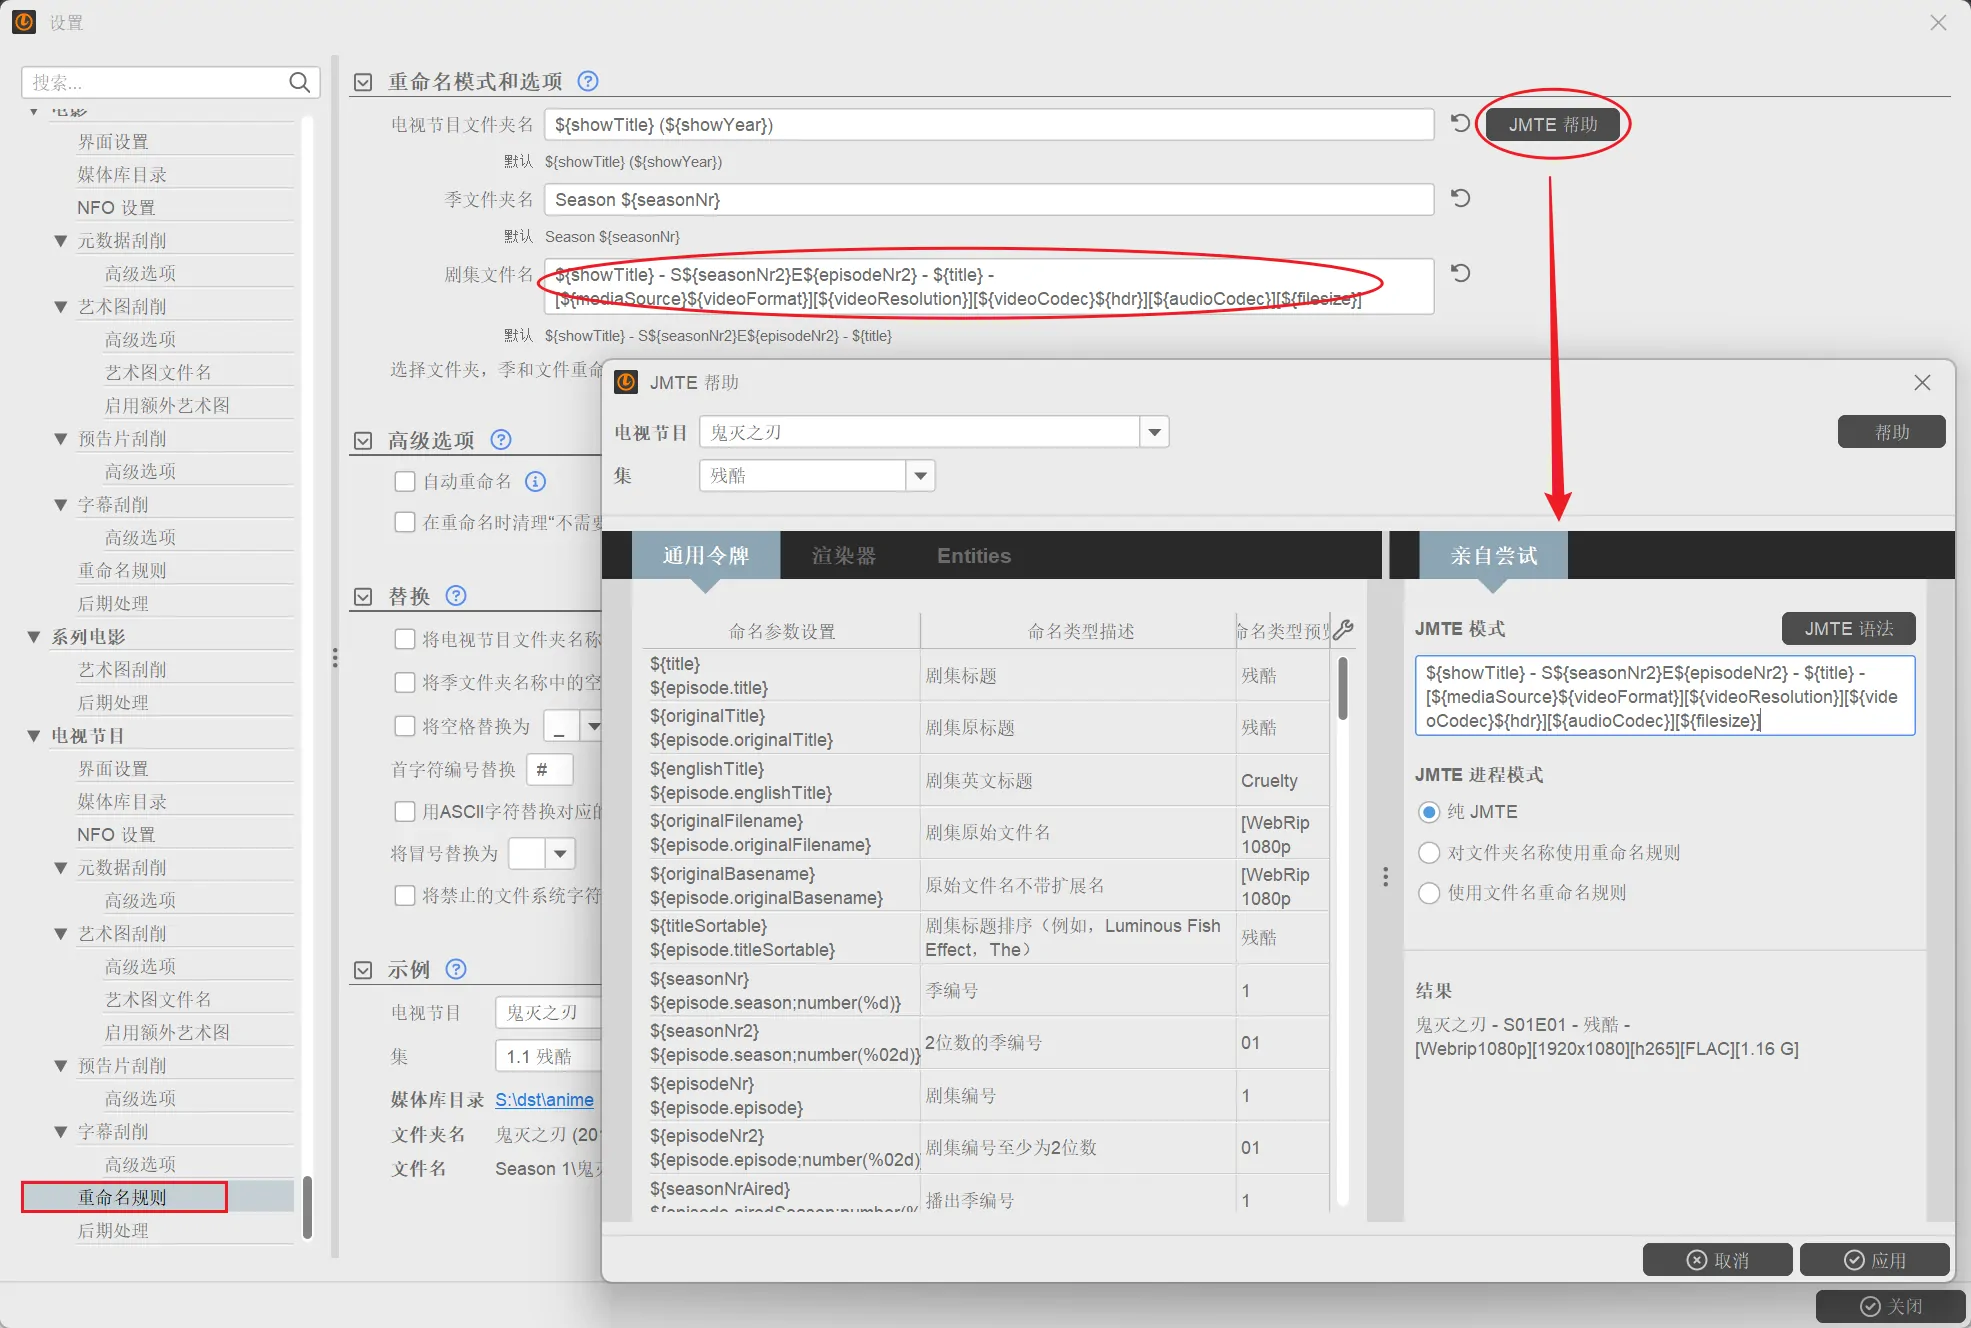 设置
搜索...
电影
界面设置
媒体库目录
NFO 设置
元数据刮削
高级选项
艺术图刮削
高级选项
艺术图文件名
启用额外艺术图
预告片刮削
高级选项
字幕刮削
高级选项
重命名规则
后期处理
系列电影
艺术图刮削
后期处理
电视节目
界面设置
媒体库目录
NFO 设置
元数据刮削
高级选项
艺术图刮削
高级选项
艺术图文件名
启用额外艺术图
预告片刮削
高级选项
字幕刮削
高级选项
重命名规则
后期处理
重命名模式和选项
电视节目文件夹名 ${showTitle} (${showYear}) JMTE 帮助
默认 ${showTitle} (${showYear})
季文件夹名 Season ${seasonNr}
默认 Season ${seasonNr}
剧集文件名 ${showTitle} - S${seasonNr2}E${episodeNr2} - ${title} -
[${mediaSource}${videoFormat}][${videoResolution}][${videoCodec}${hdr}][${audioCodec}][${filesize}]
默认 ${showTitle} - S${seasonNr2}E${episodeNr2} - ${title}
选择文件夹，季和文件重命
高级选项
自动重命名
在重命名时清理“不需要
替换
将电视节目文件夹名称
将季文件夹名称中的空
将空格替换为 _
首字符编号替换 #
用ASCII字符替换对应的
将冒号替换为
将禁止的文件系统字符
示例
电视节目 鬼灭之刃
集 1.1 残酷
媒体库目录 S:\dst\anime
文件夹名 鬼灭之刃 (201
文件名 Season 1\鬼灭
JMTE 帮助
电视节目 鬼灭之刃 帮助
集 残酷
通用令牌 渲染器 Entities
命名参数设置 命名类型描述 命名类型预览
${title}
${episode.title} 剧集标题 残酷
${originalTitle}
${episode.originalTitle} 剧集原标题 残酷
${englishTitle}
${episode.englishTitle} 剧集英文标题 Cruelty
${originalFilename}
${episode.originalFilename} 剧集原始文件名 [WebRip 1080p
${originalBasename}
${episode.originalBasename} 原始文件名不带扩展名 [WebRip 1080p
${titleSortable}
${episode.titleSortable} 剧集标题排序（例如，Luminous Fish Effect，The） 残酷
${seasonNr}
${episode.season;number(%d)} 季编号 1
${seasonNr2}
${episode.season;number(%02d)} 2位数的季编号 01
${episodeNr}
${episode.episode} 剧集编号 1
${episodeNr2}
${episode.episode;number(%02d) 剧集编号至少为2位数 01
${seasonNrAired}
${episode.airedSeason;number(% 播出季编号 1
亲自尝试
JMTE 模式 JMTE 语法
${showTitle} - S${seasonNr2}E${episodeNr2} - ${title} -
[${mediaSource}${videoFormat}][${videoResolution}][${vide
oCodec}${hdr}][${audioCodec}][${filesize}]
JMTE 进程模式
纯 JMTE
对文件夹名称使用重命名规则
使用文件名重命名规则
结果
鬼灭之刃 - S01E01 - 残酷 -
[Webrip1080p][1920x1080][h265][FLAC][1.16 G]
取消 应用
关闭